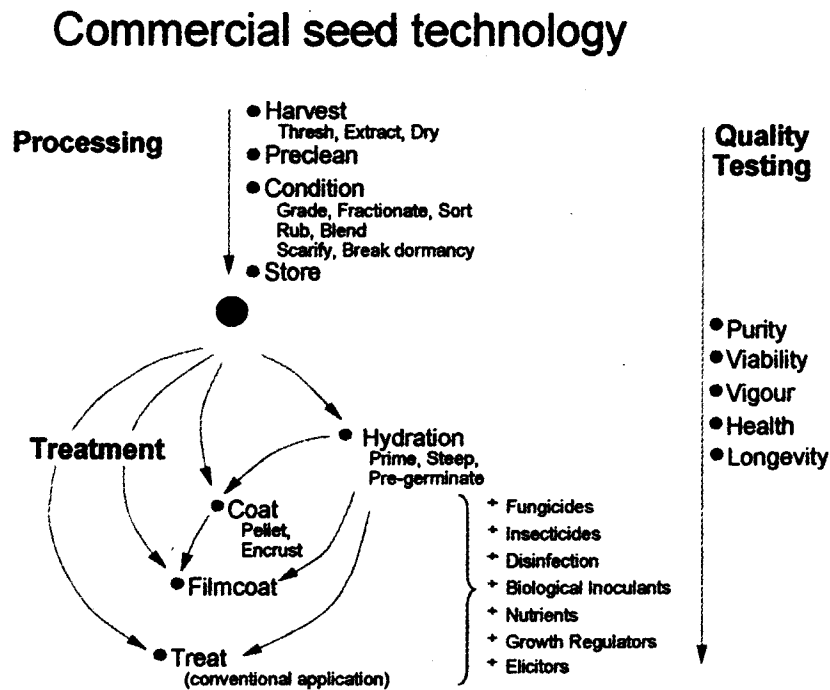 Commercial seed technology
Processing
Harvest
Thresh, Extract, Dry
Preclean
Condition
Grade, Fractionate, Sort
Rub, Blend
Scarify, Break dormancy
Store
Quality
Testing
Purity
Viability
Vigour
Health
Longevity
Treatment
Hydration
Prime, Steep,
Pre-germinate
Coat
Pellet,
Encrust
Filmcoat
Treat
(conventional application)
+ Fungicides
+ Insecticides
+ Disinfection
+ Biological Inoculants
+ Nutrients
+ Growth Regulators
+ Elicitors